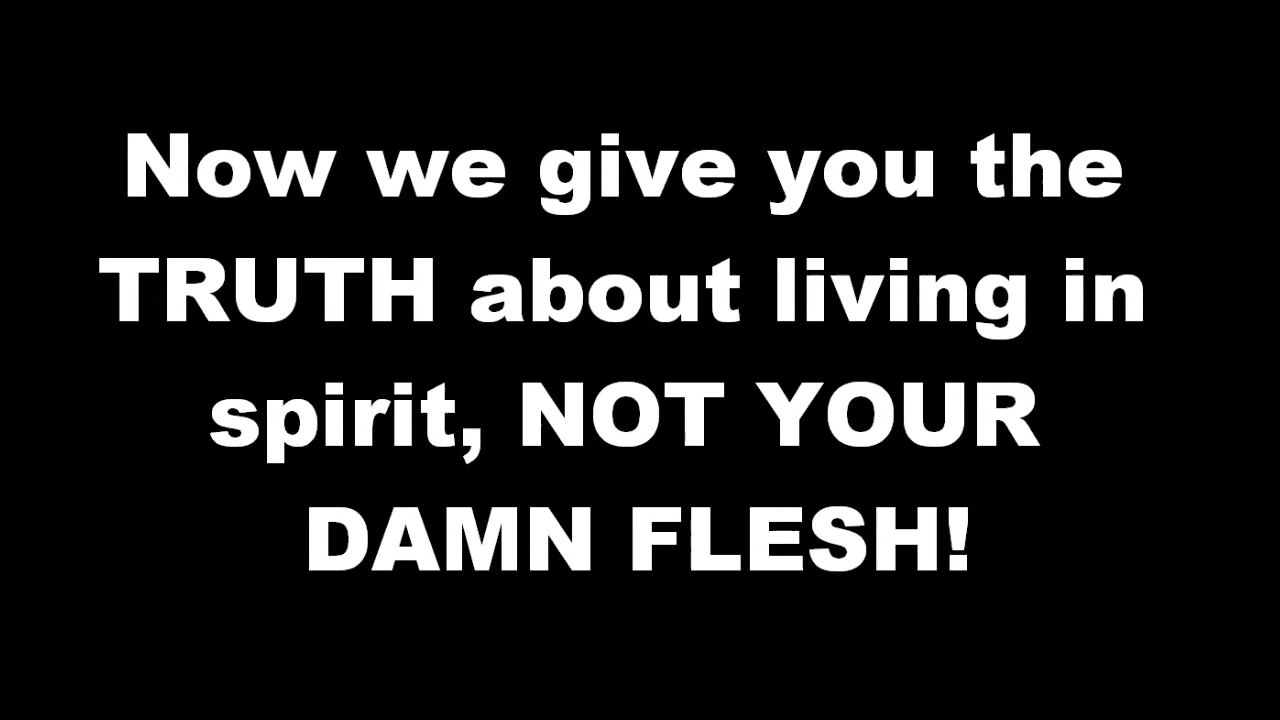 Now we give you the
TRUTH about living in
spirit, NOT YOUR
DAMN FLESH!